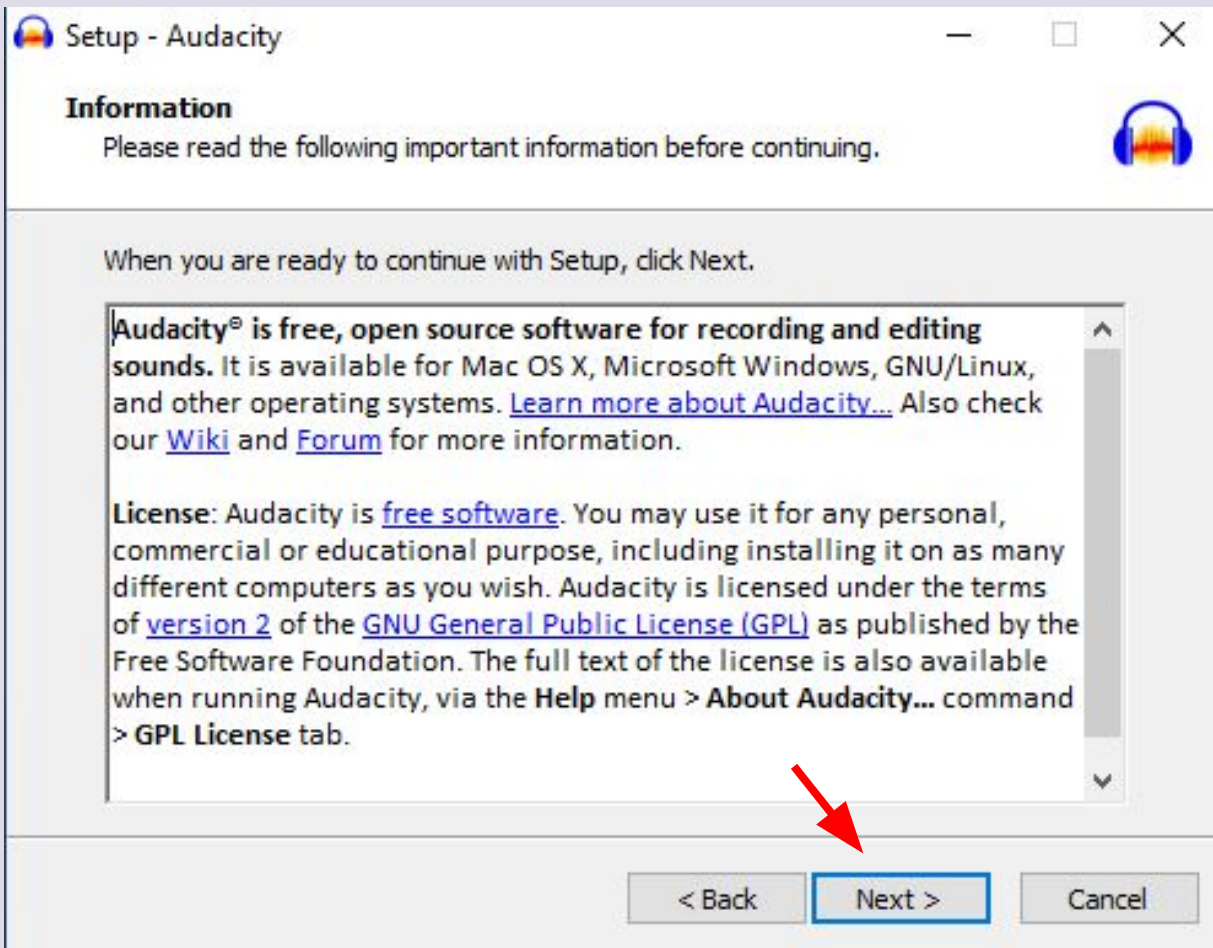 Setup - Audacity
Information
Please read the following important information before continuing.
When you are ready to continue with Setup, click Next.
Audacity® is free, open source software for recording and editing
sounds. It is available for Mac OS X, Microsoft Windows, GNU/Linux,
and other operating systems. Learn more about Audacity... Also check
our Wiki and Forum for more information.
License: Audacity is free software. You may use it for any personal,
commercial or educational purpose, including installing it on as many
different computers as you wish. Audacity is licensed under the terms
of version 2 of the GNU General Public License (GPL) as published by the
Free Software Foundation. The full text of the license is also available
when running Audacity, via the Help menu > About Audacity... command
> GPL License tab.
< Back Next > Cancel